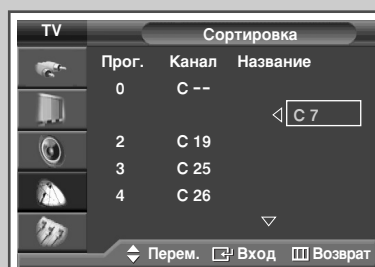 TV Сортировка
Прог. Канал Название
0 C --
C 7
2 C 19
3 C 25
4 C 26
Перем. Вход Возврат